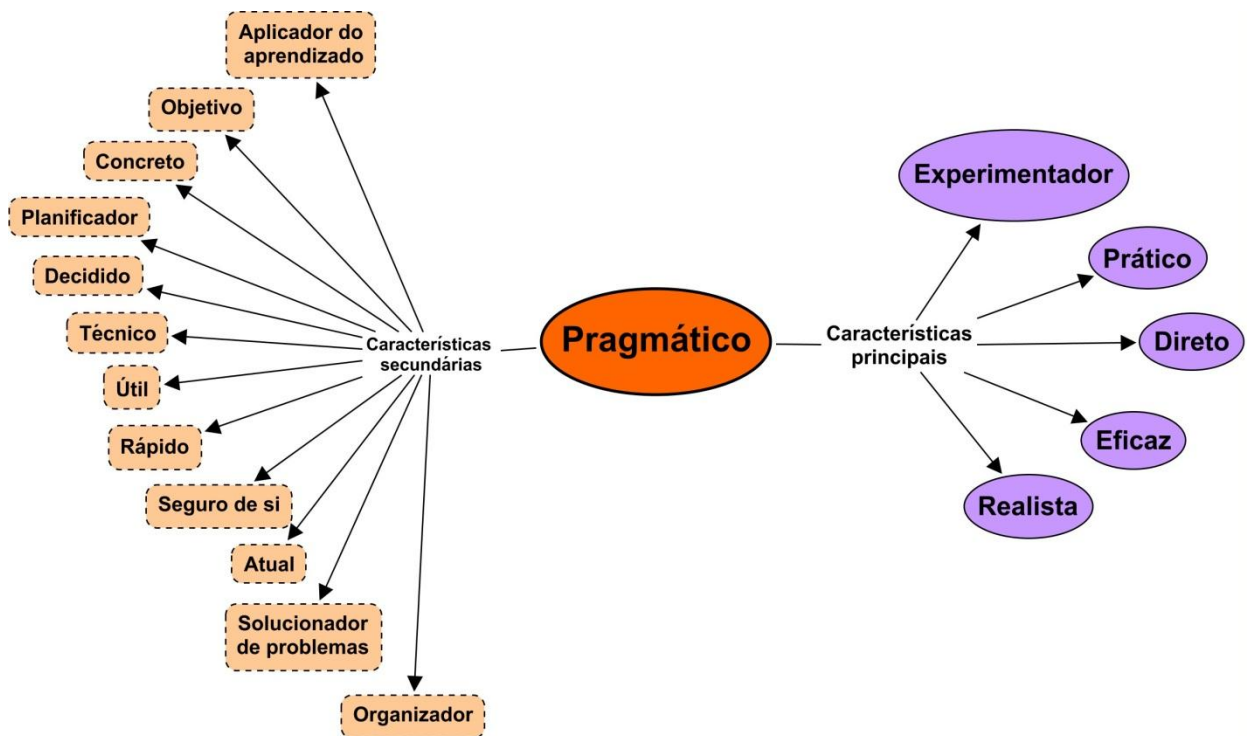 Aplicador do
aprendizado
Objetivo
Concreto
Planificador
Decidido
Técnico
Útil
Rápido
Seguro de si
Atual
Solucionador
de problemas
Organizador
Características
secundárias
Pragmático
Características
principais
Experimentador
Prático
Direto
Eficaz
Realista